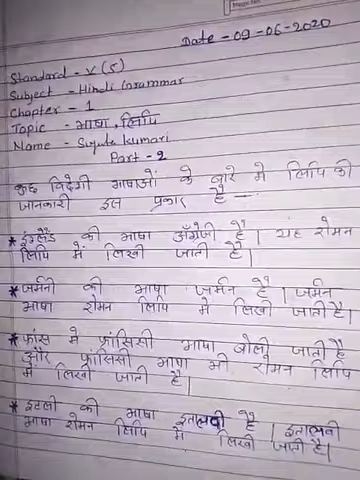 Date - 09-06-2020
Standard - V (S)
Subject - Hindi Grammar
Chapter - 1
Topic - भाषा, लिपि
Name - Sujata Kumari
Part - 2
कुछ विदेशी भाषाओं के बारे में लिपि की
जानकारी इस प्रकार है —
* इंग्लैंड की भाषा अँग्रेजी है। यह रोमन
लिपि में लिखी जाती है।
* जर्मनी की भाषा जर्मन है। जर्मन
भाषा रोमन लिपि में लिखी जाती है।
* फ्रांस में फ्रांसिसी भाषा बोली जाती है
और फ्रांसिसी भाषा भी रोमन लिपि
में लिखी जाती है।
* इटली की भाषा इतालवी है। इतालवी
भाषा रोमन लिपि में लिखी जाती है।